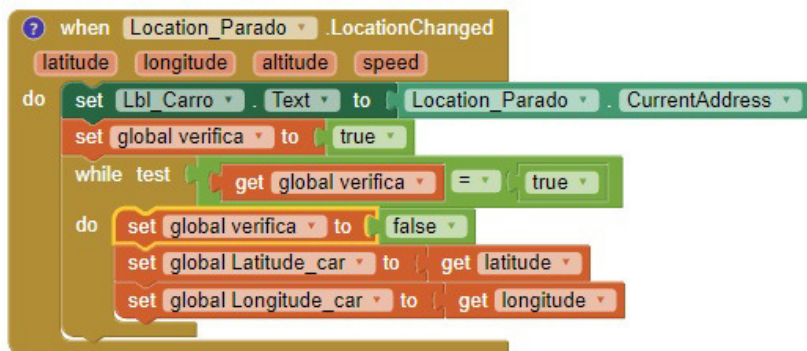 ? when Location_Parado .LocationChanged
latitude longitude altitude speed
do set Lbl_Carro . Text to Location_Parado . CurrentAddress
set global verifica to true
while test get global verifica = true
do set global verifica to false
set global Latitude_car to get latitude
set global Longitude_car to get longitude